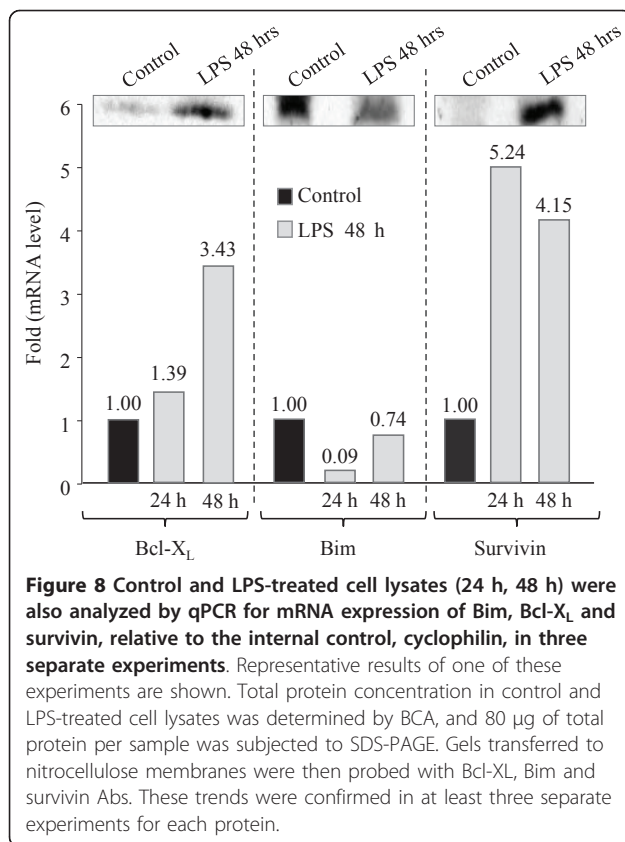 Control LPS 48 hrs Control LPS 48 hrs Control LPS 48 hrs
6
5
4
3
2
1
0
Fold (mRNA level)
Control
LPS 48 h
1.00 1.39 3.43
1.00 0.09 0.74
1.00 5.24 4.15
24 h 48 h 24 h 48 h 24 h 48 h
Bcl-XL Bim Survivin
Figure 8 Control and LPS-treated cell lysates (24 h, 48 h) were
also analyzed by qPCR for mRNA expression of Bim, Bcl-XL and
survivin, relative to the internal control, cyclophilin, in three
separate experiments. Representative results of one of these
experiments are shown. Total protein concentration in control and
LPS-treated cell lysates was determined by BCA, and 80 μg of total
protein per sample was subjected to SDS-PAGE. Gels transferred to
nitrocellulose membranes were then probed with Bcl-XL, Bim and
survivin Abs. These trends were confirmed in at least three separate
experiments for each protein.